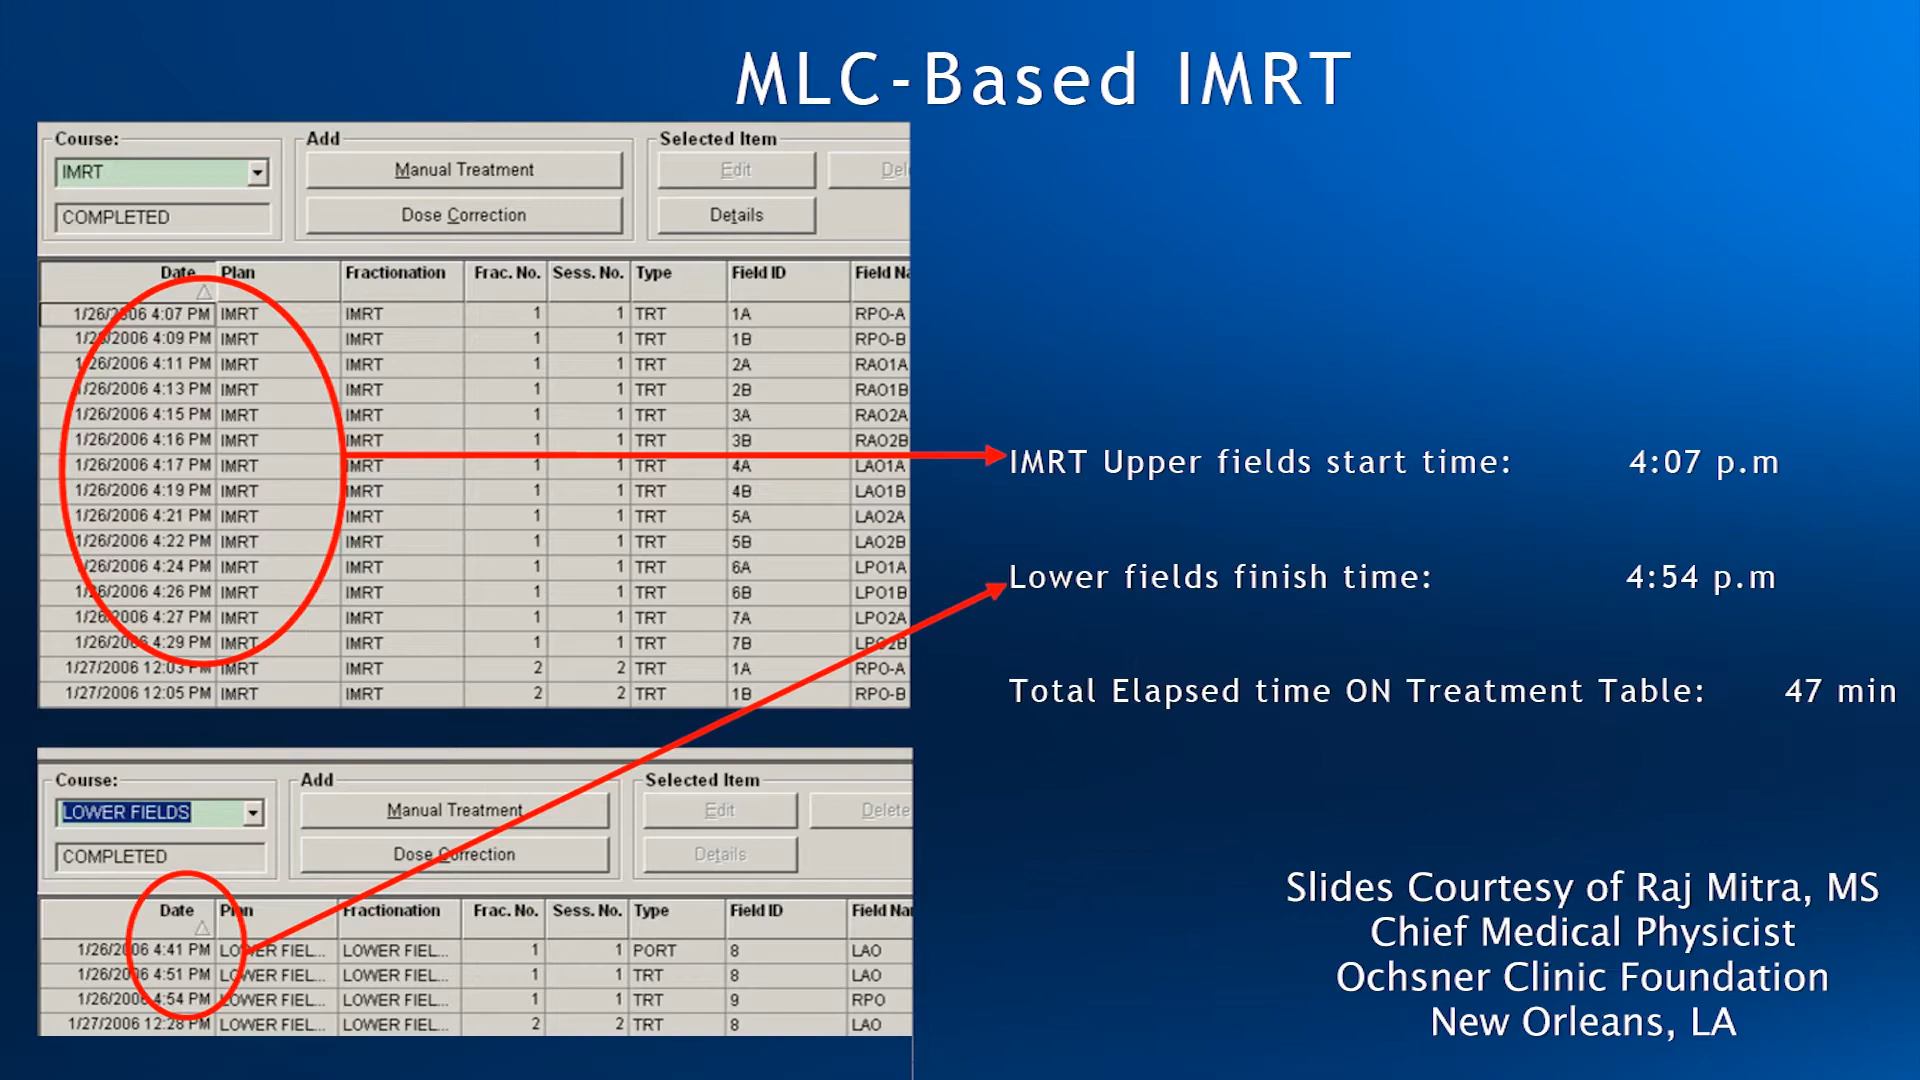 MLC-Based IMRT
Course: Add Selected Item
IMRT Manual Treatment Edit Del
COMPLETED Dose Correction Details
Date Plan Fractionation Frac. No. Sess. No. Type Field ID Field Na
1/26/2006 4:07 PM IMRT IMRT 1 1 TRT 1A RPO-A
1/26/2006 4:09 PM IMRT IMRT 1 1 TRT 1B RPO-B
1/26/2006 4:11 PM IMRT IMRT 1 1 TRT 2A RAO1A
1/26/2006 4:13 PM IMRT IMRT 1 1 TRT 2B RAO1B
1/26/2006 4:15 PM IMRT IMRT 1 1 TRT 3A RAO2A
1/26/2006 4:16 PM IMRT IMRT 1 1 TRT 3B RAO2B
1/26/2006 4:17 PM IMRT IMRT 1 1 TRT 4A LAO1A
1/26/2006 4:19 PM IMRT IMRT 1 1 TRT 4B LAO1B
1/26/2006 4:21 PM IMRT IMRT 1 1 TRT 5A LAO2A
1/26/2006 4:22 PM IMRT IMRT 1 1 TRT 5B LAO2B
1/26/2006 4:24 PM IMRT IMRT 1 1 TRT 6A LPO1A
1/26/2006 4:26 PM IMRT IMRT 1 1 TRT 6B LPO1B
1/26/2006 4:27 PM IMRT IMRT 1 1 TRT 7A LPO2A
1/26/2006 4:29 PM IMRT IMRT 1 1 TRT 7B LPO2B
1/27/2006 12:03 PM IMRT IMRT 2 2 TRT 1A RPO-A
1/27/2006 12:05 PM IMRT IMRT 2 2 TRT 1B RPO-B
IMRT Upper fields start time: 4:07 p.m
Lower fields finish time: 4:54 p.m
Total Elapsed time ON Treatment Table: 47 min
Course: Add Selected Item
LOWER FIELDS Manual Treatment Edit Delete
COMPLETED Dose Correction Details
Date Plan Fractionation Frac. No. Sess. No. Type Field ID Field Nar
1/26/2006 4:41 PM LOWER FIEL... LOWER FIEL... 1 1 PORT 8 LAO
1/26/2006 4:51 PM LOWER FIEL... LOWER FIEL... 1 1 TRT 8 LAO
1/26/2006 4:54 PM LOWER FIEL... LOWER FIEL... 1 1 TRT 9 RPO
1/27/2006 12:28 PM LOWER FIEL... LOWER FIEL... 2 2 TRT 8 LAO
Slides Courtesy of Raj Mitra, MS
Chief Medical Physicist
Ochsner Clinic Foundation
New Orleans, LA